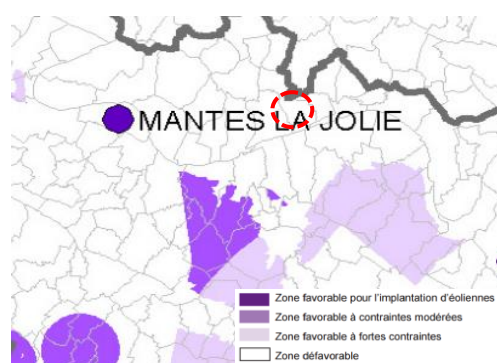 MANTES LA JOLIE
Zone favorable pour l'implantation d'éoliennes
Zone favorable à contraintes modérées
Zone favorable à fortes contraintes
Zone défavorable